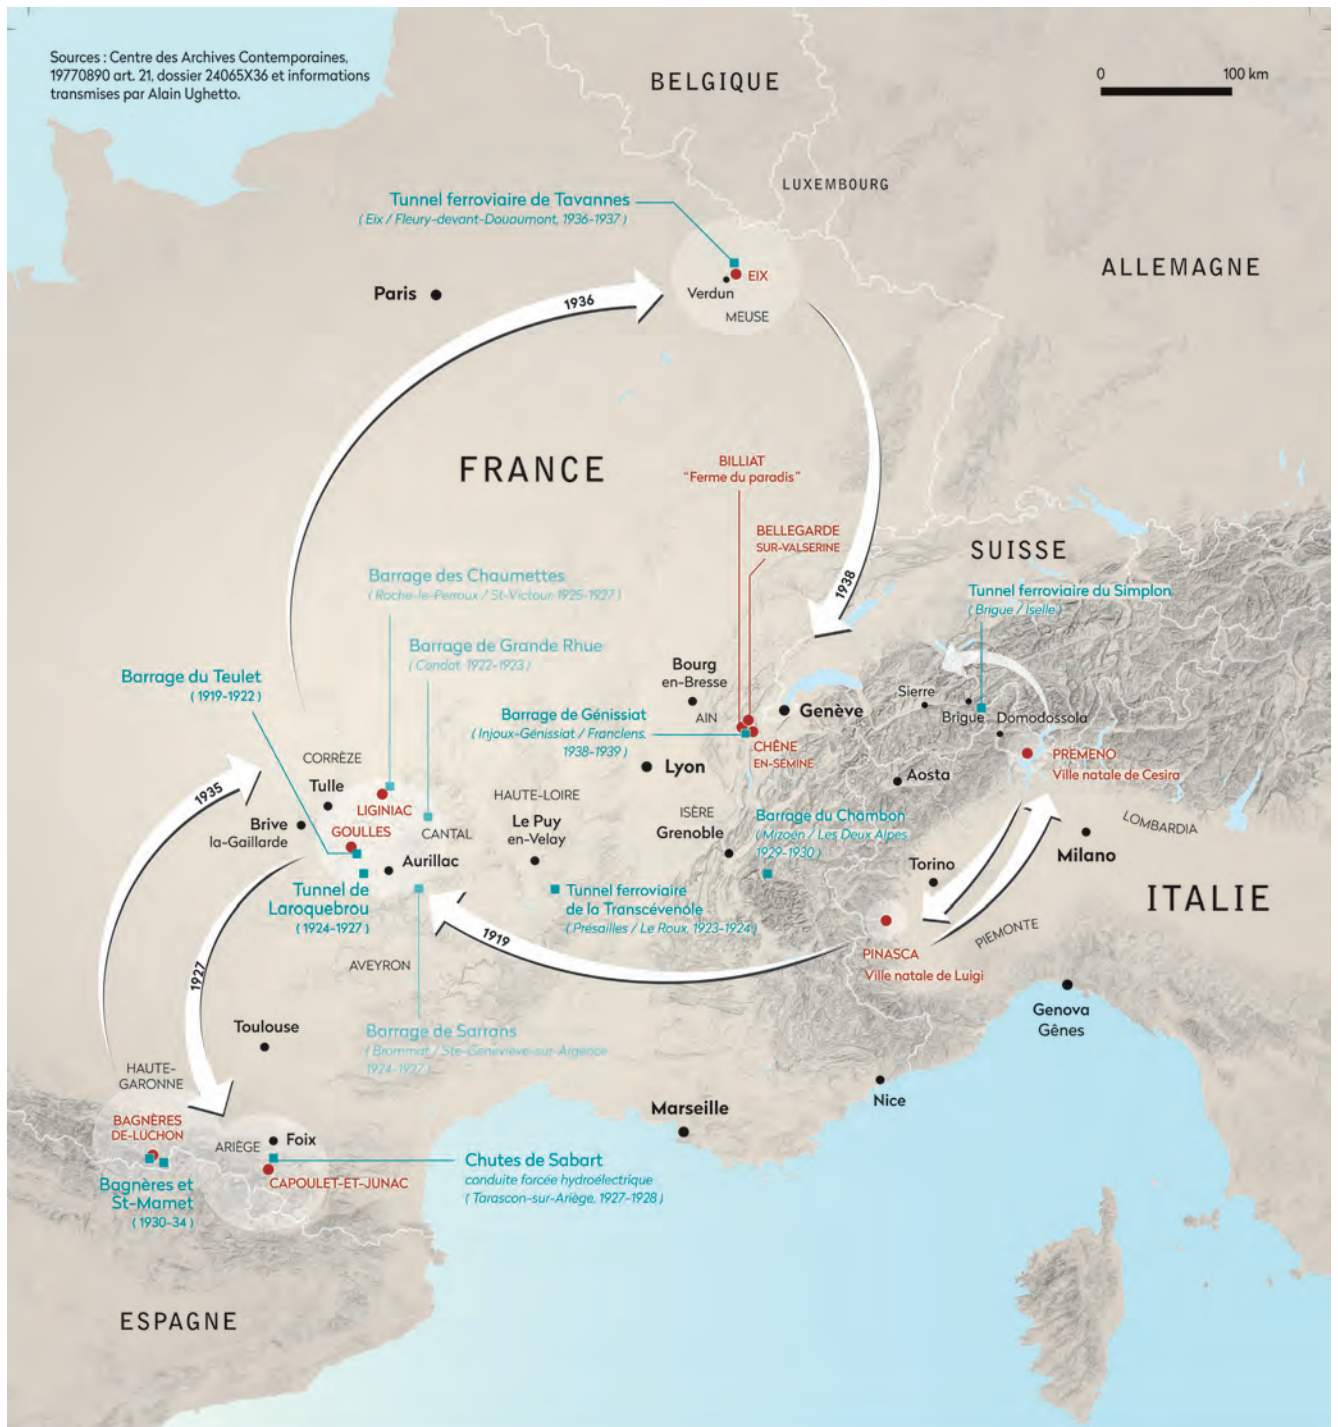 Sources : Centre des Archives Contemporaines,
19770890 art. 21, dossier 24065X36 et informations
transmises par Alain Ughetto.
0
100 km
BELGIQUE
LUXEMBOURG
ALLEMAGNE
Tunnel ferroviaire de Tavannes
( Eix / Fleury-devant-Douaumont, 1936-1937 )
EIX
Verdun
MEUSE
Paris
1936
FRANCE
BILLIAT
“Ferme du paradis”
BELLEGARDE
SUR-VALSERINE
1938
SUISSE
Tunnel ferroviaire du Simplon
( Brigue / Iselle )
Barrage des Chaumettes
( Roche-le-Perroux / St-Victour, 1925-1927 )
Barrage de Grande Rhue
( Condat, 1922-1923 )
Barrage du Teulet
( 1919-1922 )
Bourg
en-Bresse
AIN
Genève
Sierre
Brigue
Domodossola
Barrage de Génissiat
( Injoux-Génissiat / Franclens,
1938-1939 )
CHÊNE
EN-SEMINE
PREMENO
Ville natale de Cesira
CORRÈZE
Lyon
Aosta
1935
Tulle
LIGINIAC
HAUTE-LOIRE
ISÈRE
Barrage du Chambon
( Mizoën / Les Deux Alpes
1929-1930 )
LOMBARDIA
Brive
la-Gaillarde
GOULLES
CANTAL
Le Puy
en-Velay
Grenoble
Milano
Aurillac
Torino
Tunnel de
Laroquebrou
( 1924-1927 )
Tunnel ferroviaire
de la Transcévenole
( Présailles / Le Roux, 1923-1924 )
ITALIE
1919
PIEMONTE
PINASCA
Ville natale de Luigi
AVEYRON
1927
Genova
Gênes
Toulouse
Barrage de Sarrans
( Brommat / Ste-Geneviève-sur-Argence
1924-1927 )
HAUTE-
GARONNE
Nice
Marseille
BAGNÈRES
DE-LUCHON
ARIÈGE
Foix
Chutes de Sabart
conduite forcée hydroélectrique
( Tarascon-sur-Ariège, 1927-1928 )
CAPOULET-ET-JUNAC
Bagnères et
St-Mamet
( 1930-34 )
ESPAGNE